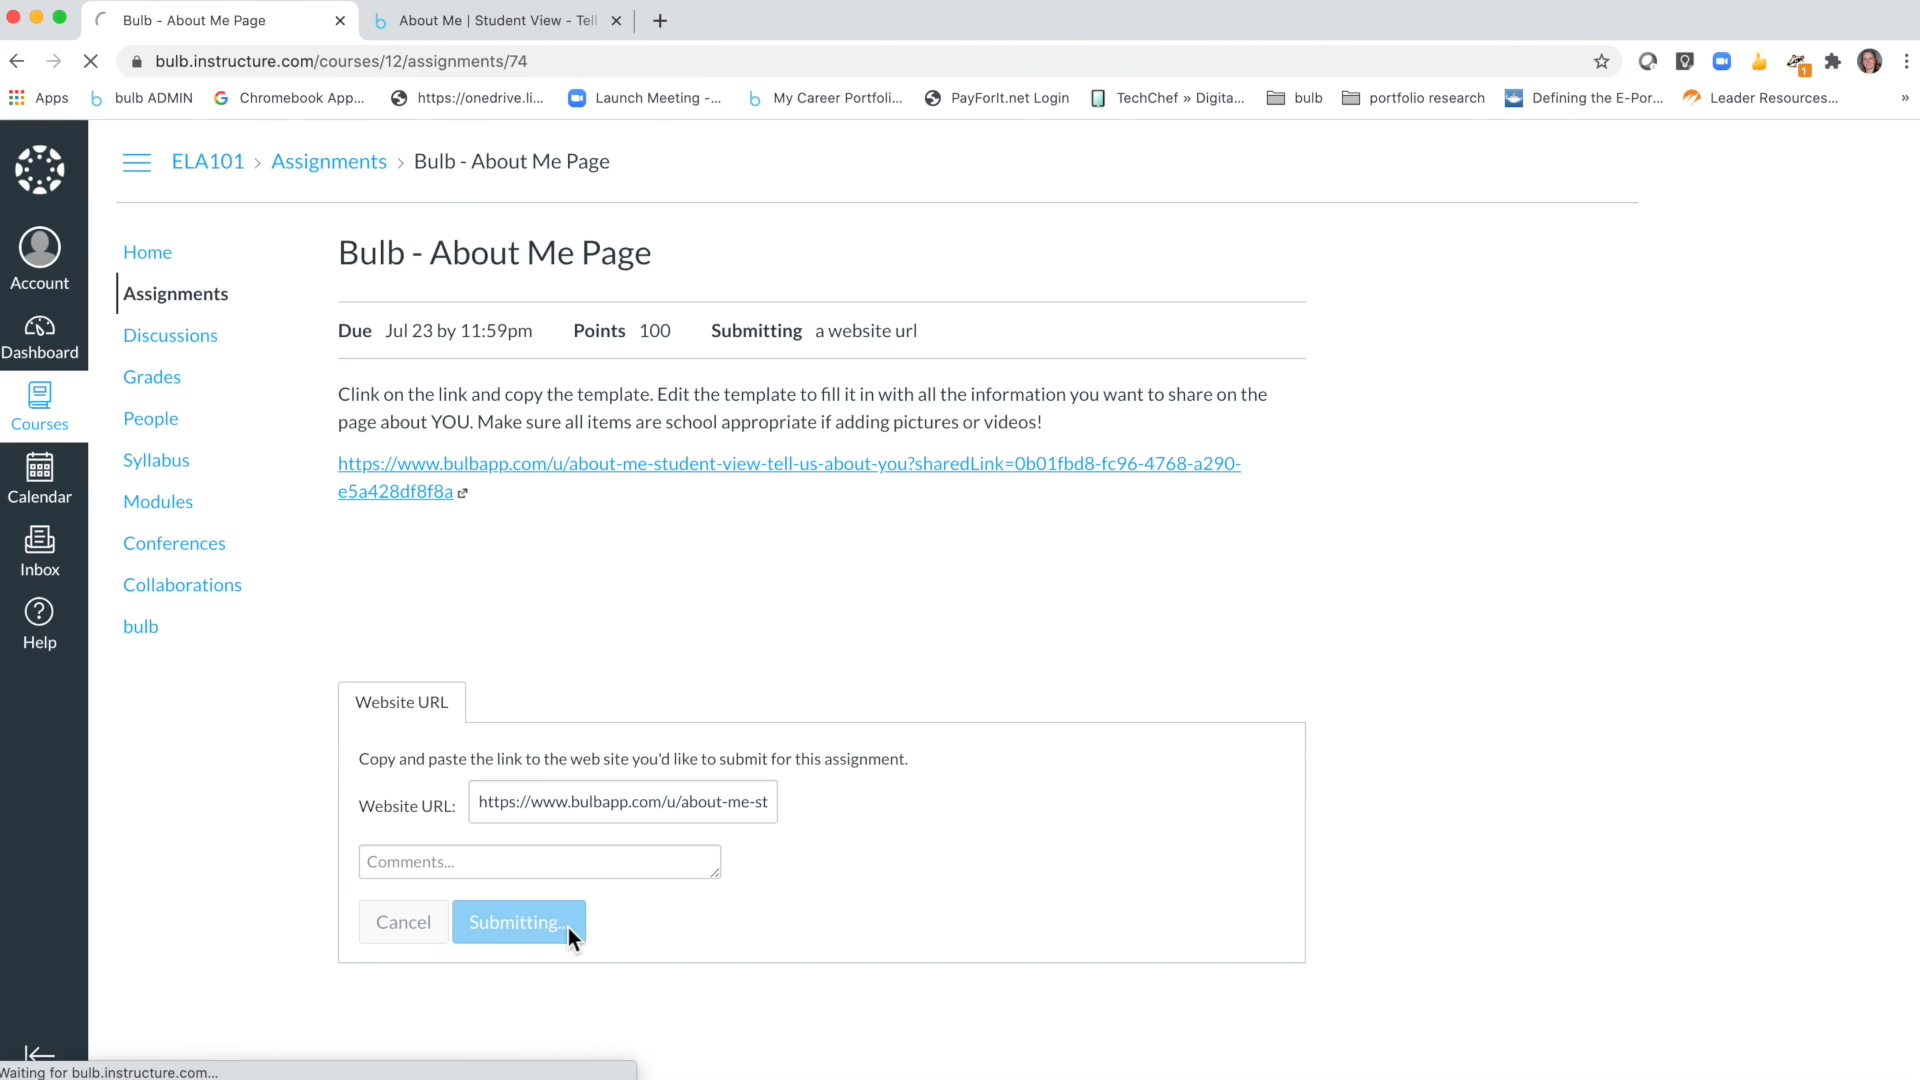 Bulb - About Me Page
About Me | Student View - Tell
bulb.instructure.com/courses/12/assignments/74
Apps
bulb ADMIN
Chromebook App...
https://onedrive.li...
Launch Meeting -...
My Career Portfoli...
PayForIt.net Login
TechChef » Digita...
bulb
portfolio research
Defining the E-Por...
Leader Resources...
»
1
ELA101 > Assignments > Bulb - About Me Page
Account
Dashboard
Courses
Calendar
Inbox
Help
Home
Assignments
Discussions
Grades
People
Syllabus
Modules
Conferences
Collaborations
bulb
Bulb - About Me Page
Due Jul 23 by 11:59pm Points 100 Submitting a website url
Clink on the link and copy the template. Edit the template to fill it in with all the information you want to share on the
page about YOU. Make sure all items are school appropriate if adding pictures or videos!
https://www.bulbapp.com/u/about-me-student-view-tell-us-about-you?sharedLink=0b01fbd8-fc96-4768-a290-
e5a428df8f8a
Website URL
Copy and paste the link to the web site you'd like to submit for this assignment.
Website URL: https://www.bulbapp.com/u/about-me-st
Comments...
Cancel Submitting...
Waiting for bulb.instructure.com...